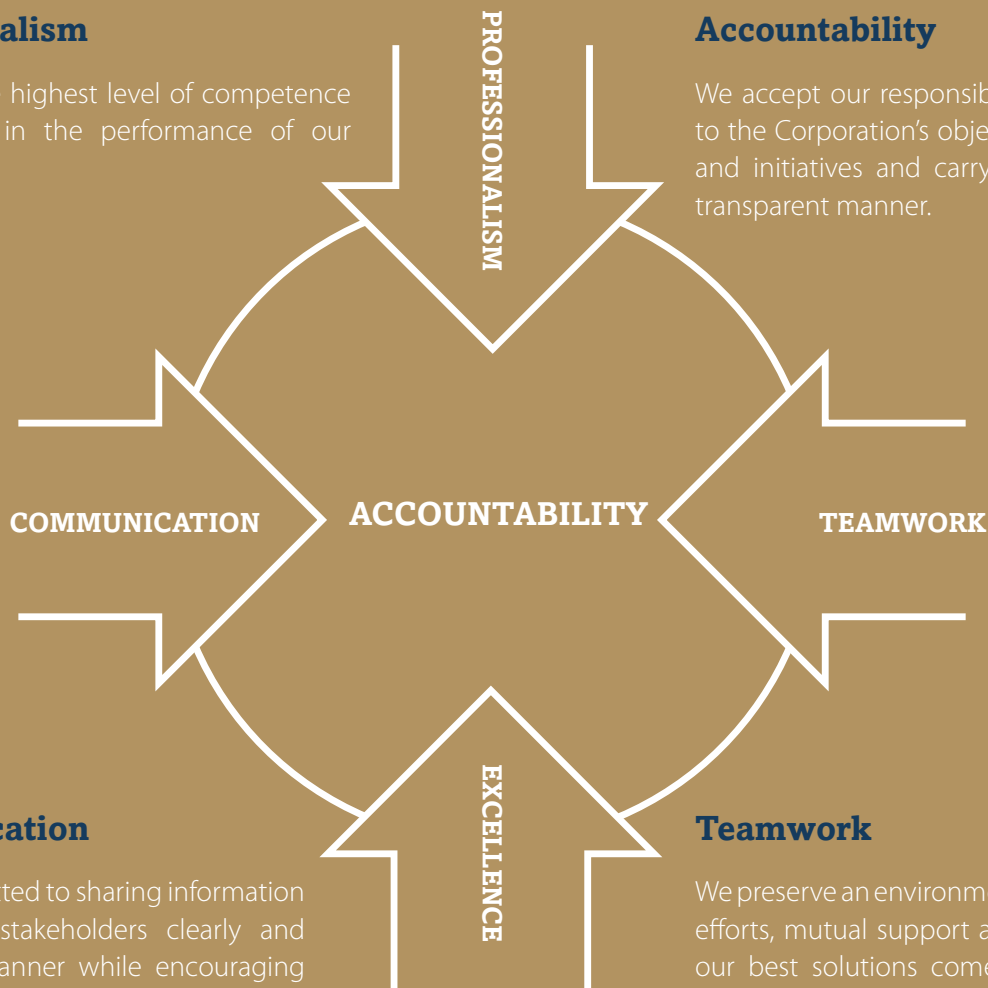 alism
highest level of competence
in the performance of our
PROFESSIONALISM
Accountability
We accept our responsib
to the Corporation's obje
and initiatives and carry
transparent manner.
COMMUNICATION
ACCOUNTABILITY
TEAMWORK
EXCELLENCE
cation
ted to sharing information
stakeholders clearly and
anner while encouraging
Teamwork
We preserve an environme
efforts, mutual support a
our best solutions come